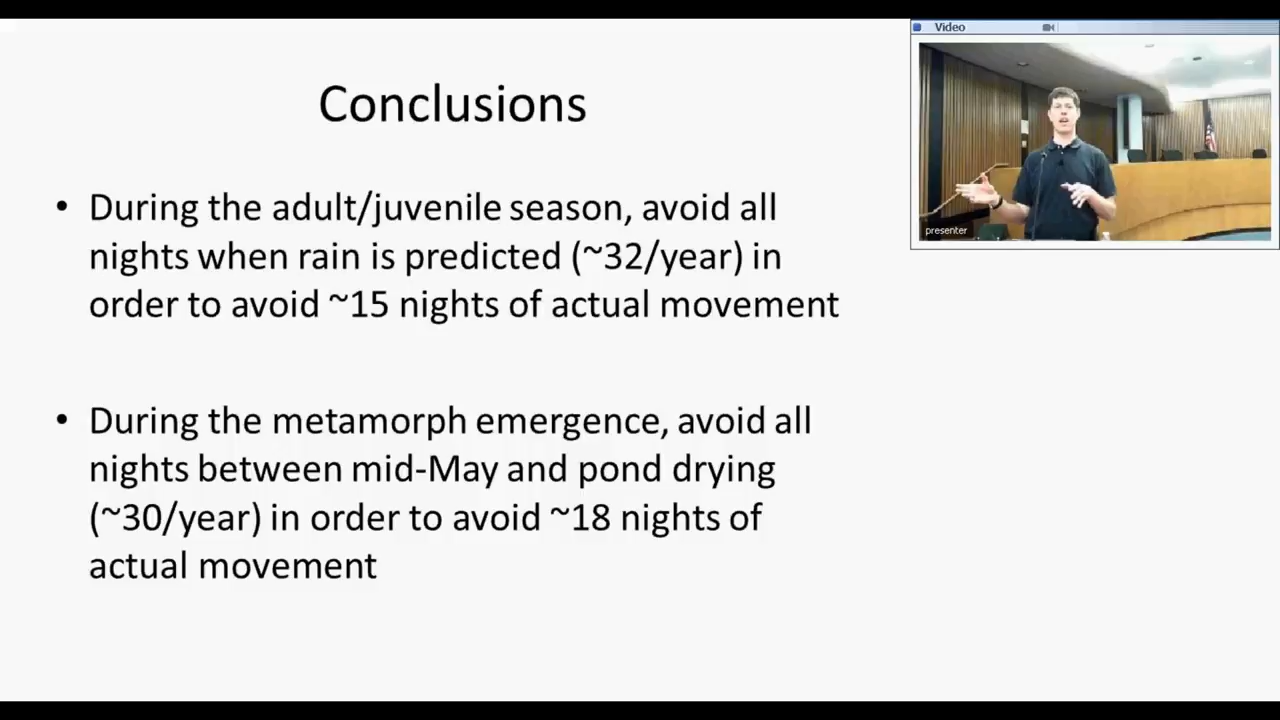 Video
presenter
Conclusions
• During the adult/juvenile season, avoid all
nights when rain is predicted (~32/year) in
order to avoid ~15 nights of actual movement
• During the metamorph emergence, avoid all
nights between mid-May and pond drying
(~30/year) in order to avoid ~18 nights of
actual movement